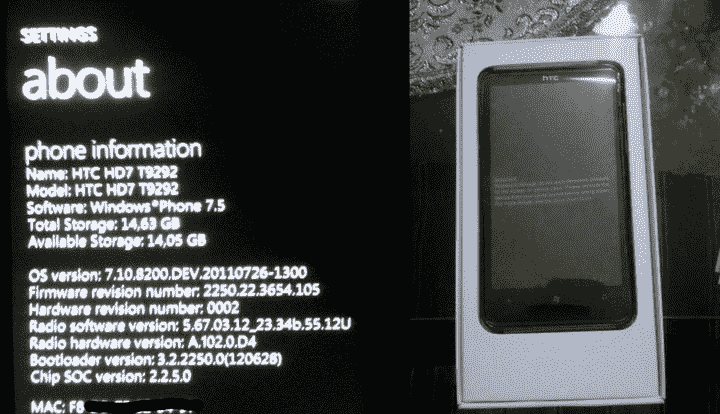 SETTINGS
about
phone information
Name: HTC HD7 T9292
Model: HTC HD7 T9292
Software: Windows®Phone 7.5
Total Storage: 14,63 GB
Available Storage: 14,05 GB
OS version: 7.10.8200.DEV.20110726-1300
Firmware revision number: 2250.22.3654.105
Hardware revision number: 0002
Radio software version: 5.67.03.12_23.34b.55.12U
Radio hardware version: A.102.0.D4
Bootloader version: 3.2.2250.0(120628)
Chip SOC version: 2.2.5.0
MAC: F8
hTC